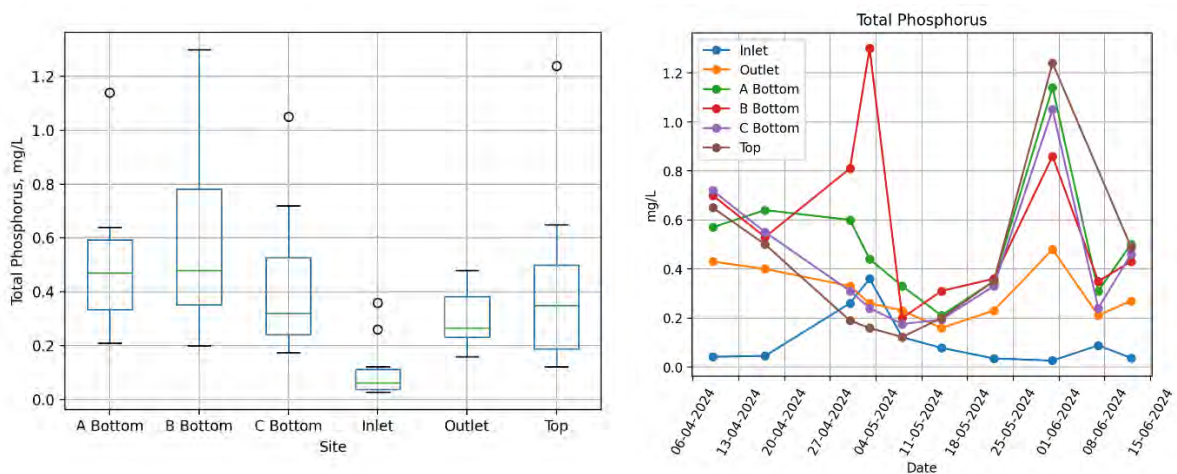 1.2
1.0
0.8
0.6
0.4
0.2
0.0
Total Phosphorus, mg/L
A Bottom B Bottom C Bottom Inlet Outlet Top
Site
Total Phosphorus
Inlet
Outlet
A Bottom
B Bottom
C Bottom
Top
1.2
1.0
0.8
0.6
0.4
0.2
0.0
mg/L
06-04-2024
13-04-2024
20-04-2024
27-04-2024
04-05-2024
11-05-2024
18-05-2024
25-05-2024
01-06-2024
08-06-2024
15-06-2024
Date